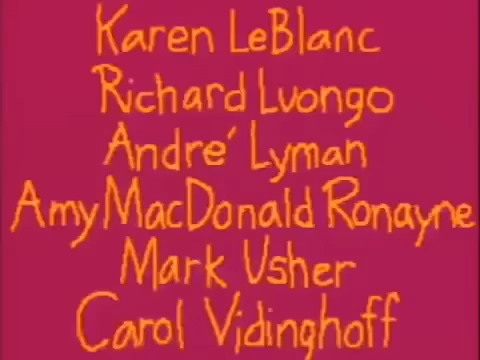 Karen LeBlanc
Richard Luongo
André Lyman
Amy MacDonald Ronayne
Mark Usher
Carol Vidinghoff